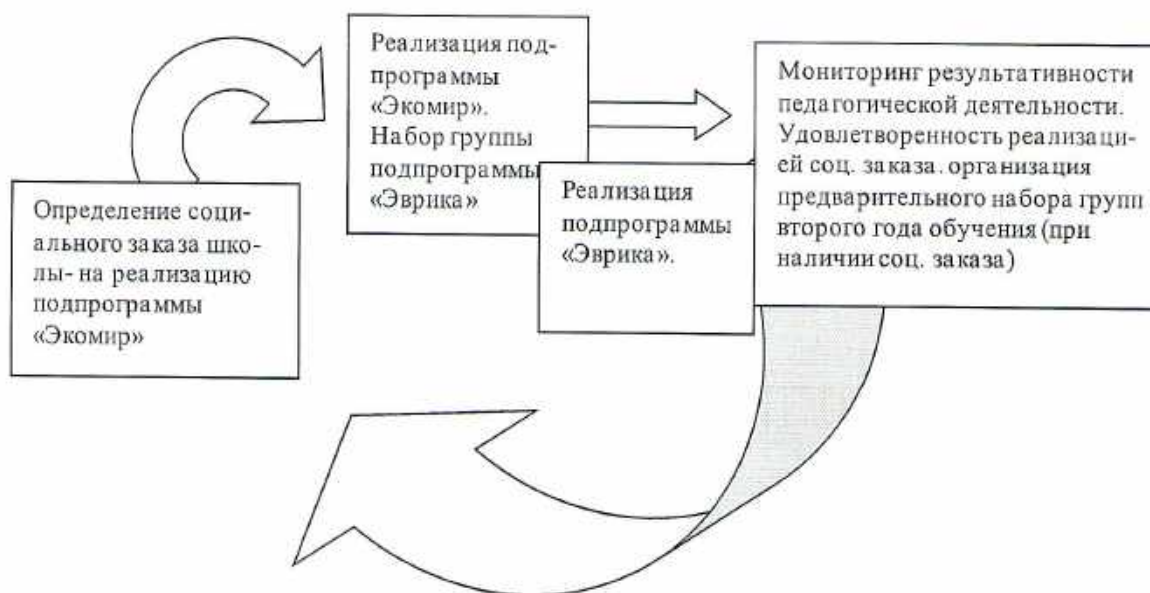 Определение соци-
ального заказа шко-
лы- на реализацию
подпрограммы
«Экомир»
Реализация под-
программы
«Экомир».
Набор группы
подпрограммы
«Эврика»
Реализация
подпрограммы
«Эврика».
Мониторинг результативности
педагогической деятельности.
Удовлетворенность реализаци-
ей соц. заказа. организация
предварительного набора групп
второго года обучения (при
наличии соц. заказа)